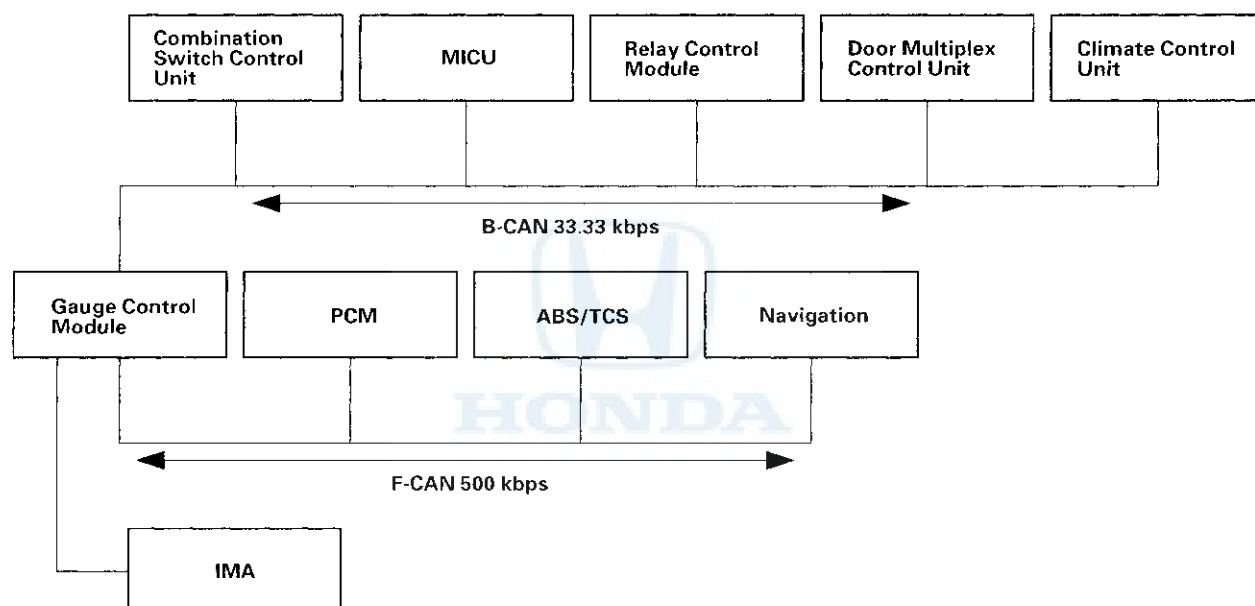 Combination
Switch Control
Unit
MICU
Relay Control
Module
Door Multiplex
Control Unit
Climate Control
Unit
B-CAN 33.33 kbps
Gauge Control
Module
PCM
ABS/TCS
Navigation
HONDA
F-CAN 500 kbps
IMA